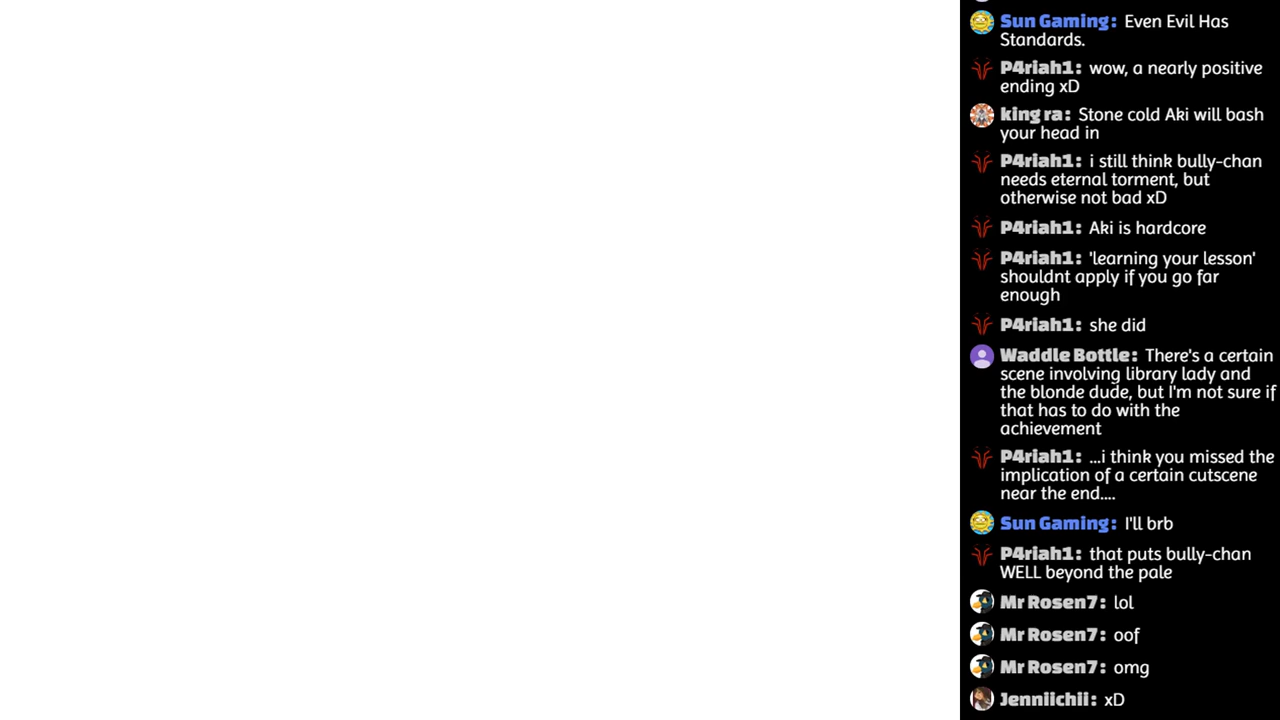 Sun Gaming: Even Evil Has
Standards.
P4riah1: wow, a nearly positive
ending xD
king ra: Stone cold Aki will bash
your head in
P4riah1: i still think bully-chan
needs eternal torment, but
otherwise not bad xD
P4riah1: Aki is hardcore
P4riah1: 'learning your lesson'
shouldnt apply if you go far
enough
P4riah1: she did
Waddle Bottle: There's a certain
scene involving library lady and
the blonde dude, but I'm not sure if
that has to do with the
achievement
P4riah1: ...i think you missed the
implication of a certain cutscene
near the end....
Sun Gaming: I'll brb
P4riah1: that puts bully-chan
WELL beyond the pale
Mr Rosen7: lol
Mr Rosen7: oof
Mr Rosen7: omg
Jenniichii: xD